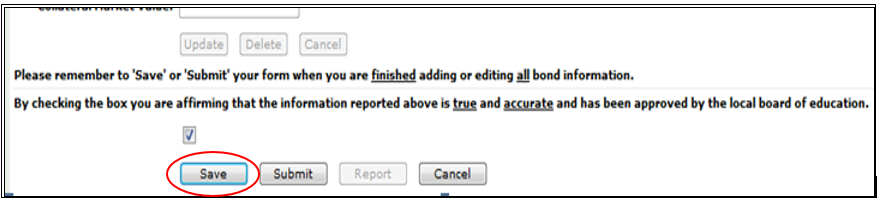 Collateral Market Value:
Update Delete Cancel
Please remember to 'Save' or 'Submit' your form when you are finished adding or editing all bond information.
By checking the box you are affirming that the information reported above is true and accurate and has been approved by the local board of education.
Save Submit Report Cancel